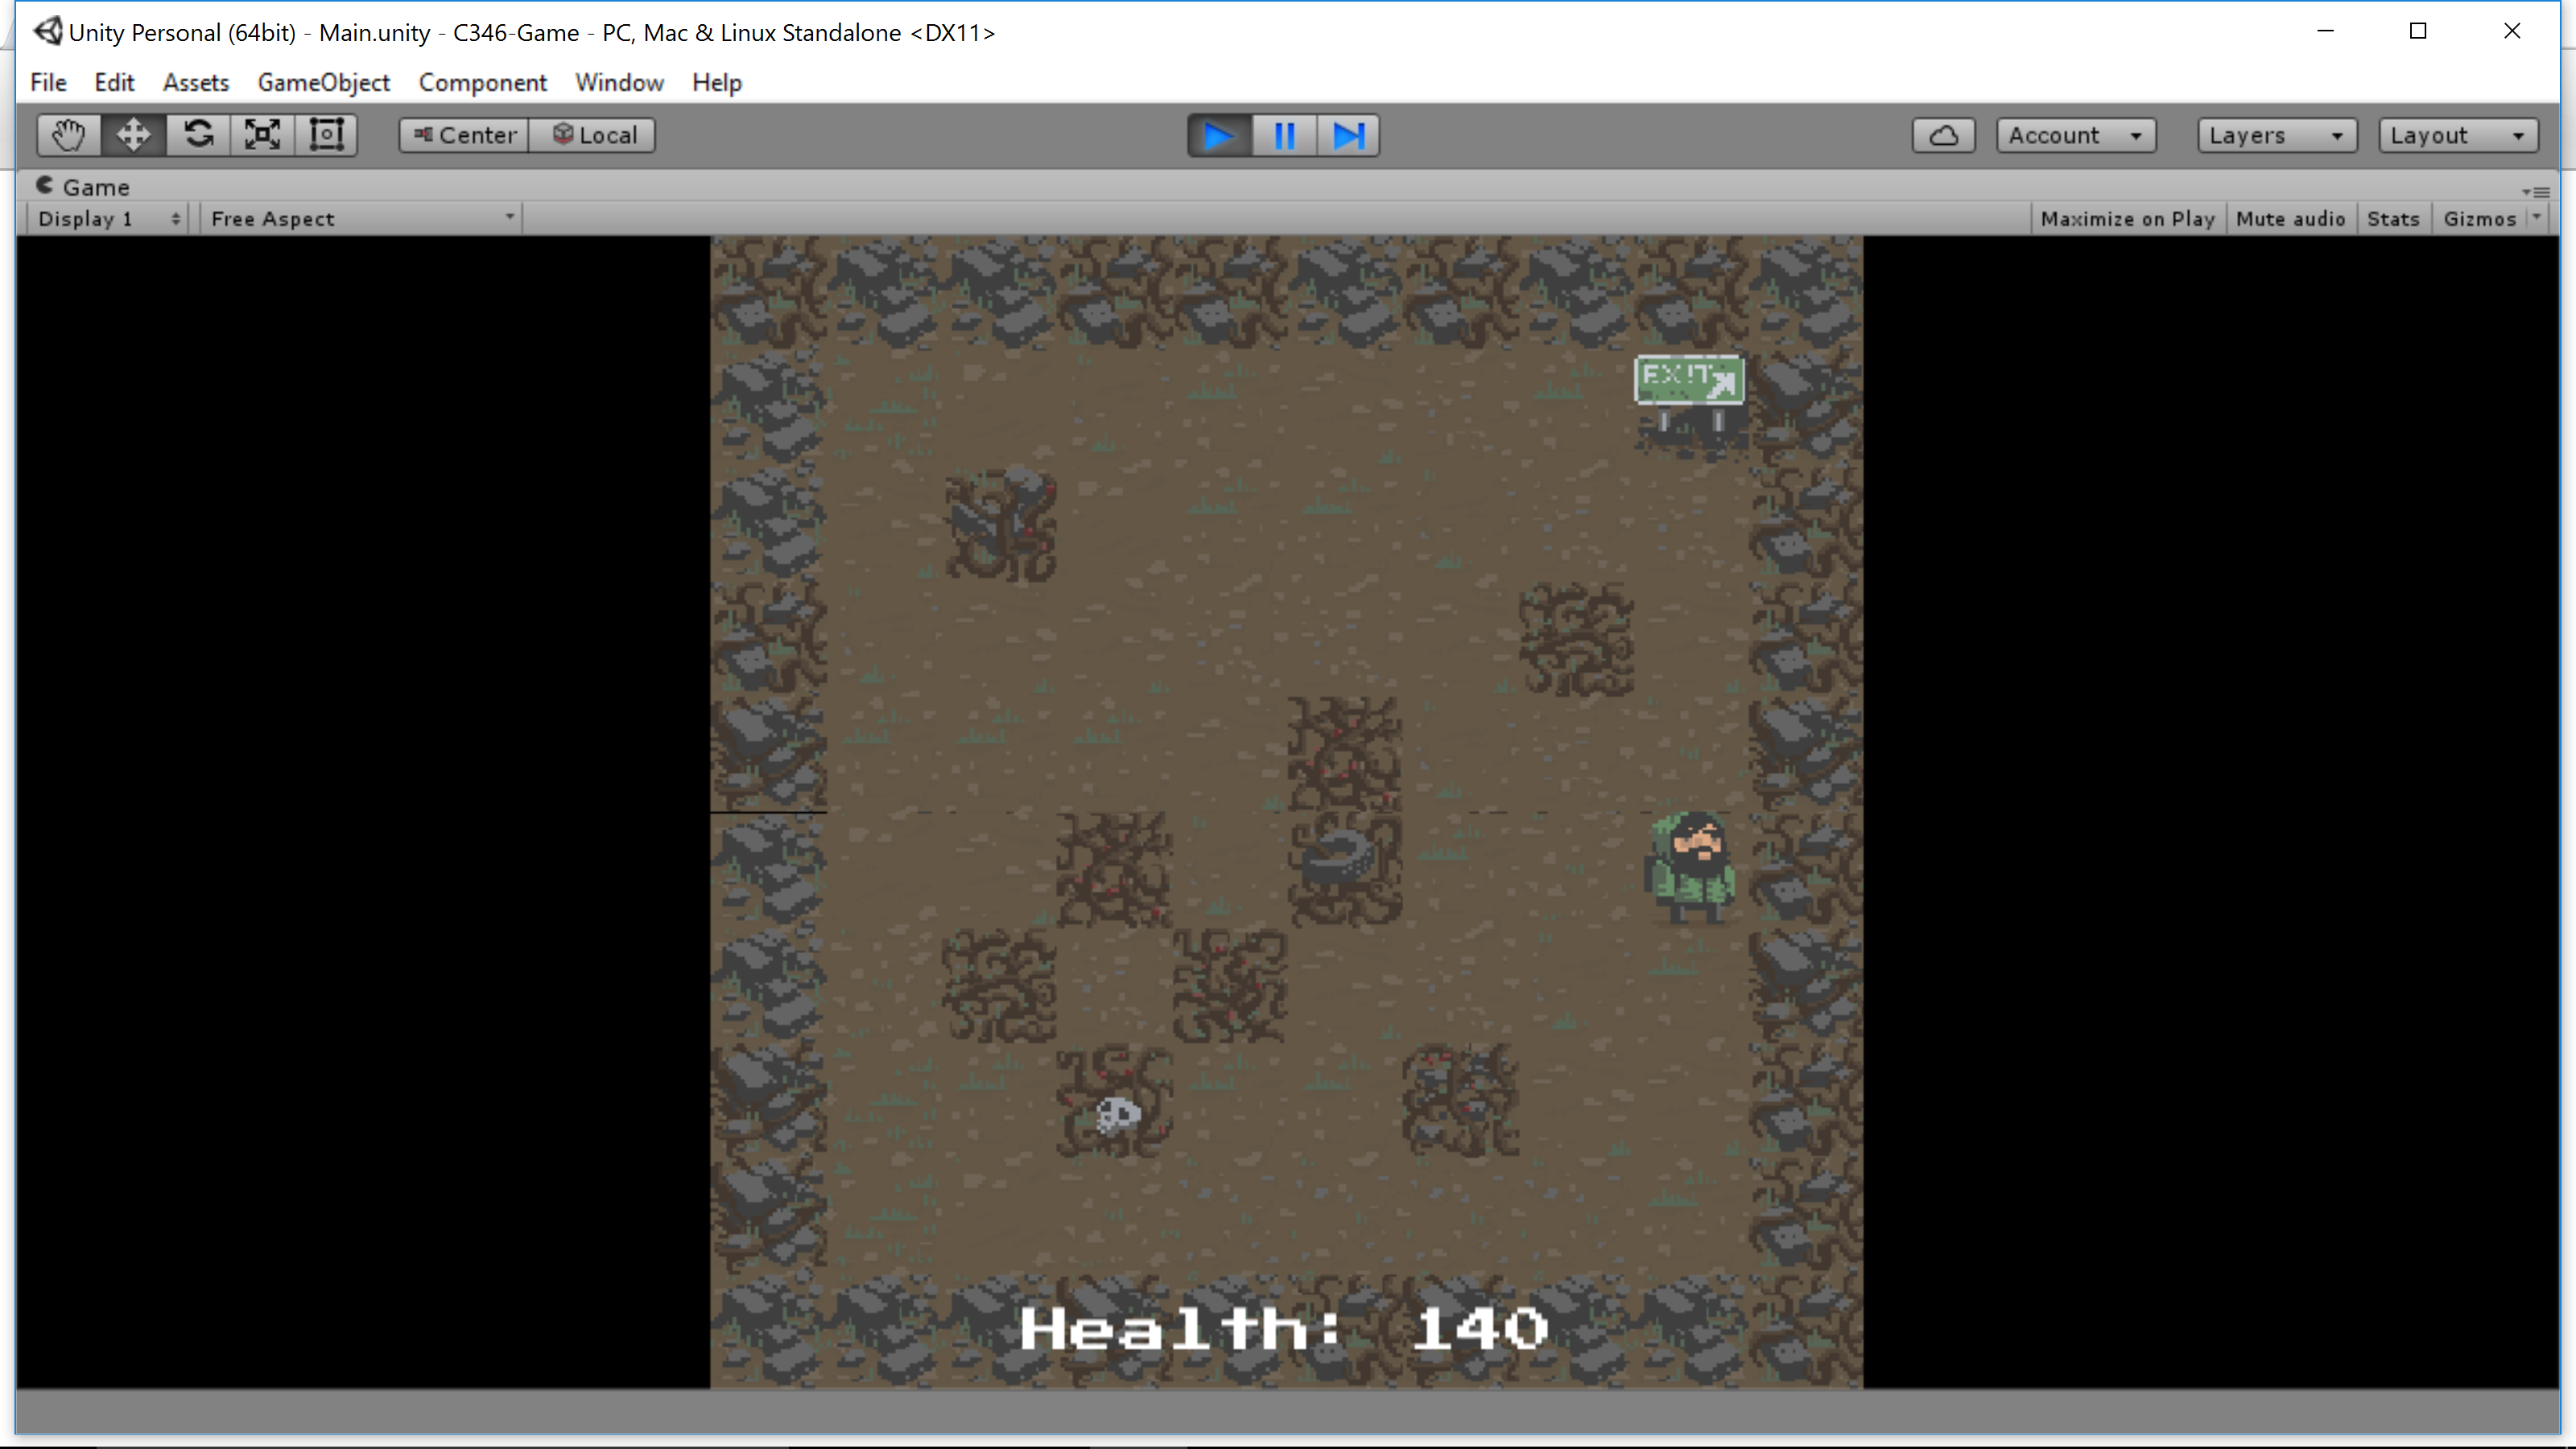 Unity Personal (64bit) - Main.unity - C346-Game - PC, Mac & Linux Standalone <DX11>
File Edit Assets GameObject Component Window Help
Center Local Account Layers Layout
Game
Display 1 Free Aspect Maximize on Play Mute audio Stats Gizmos
EXIT
Health: 140